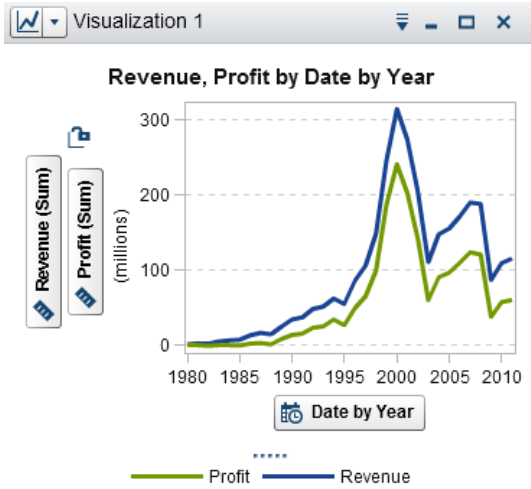 Visualization 1
Revenue, Profit by Date by Year
Revenue (Sum)
Profit (Sum)
(millions)
300
200
100
0
1980 1985 1990 1995 2000 2005 2010
Date by Year
Profit Revenue